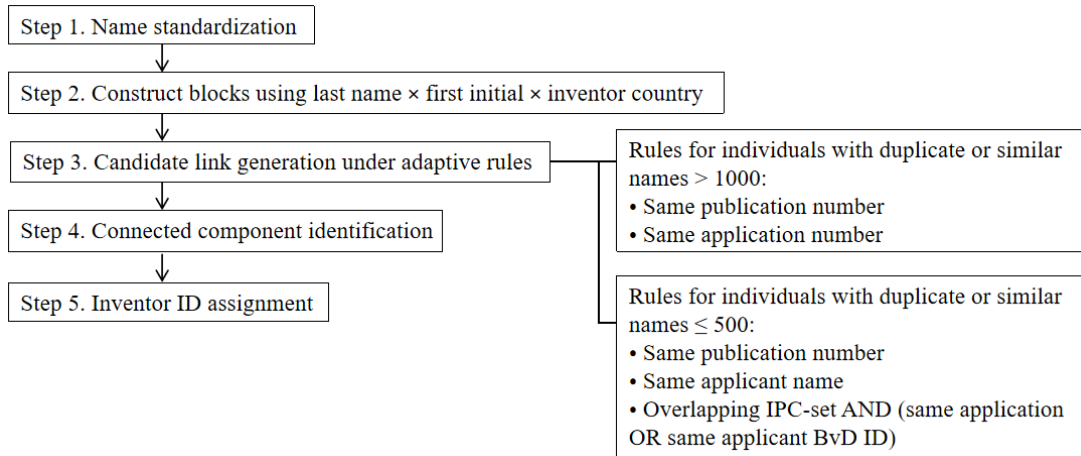 Step 1. Name standardization
Step 2. Construct blocks using last name × first initial × inventor country
Step 3. Candidate link generation under adaptive rules
Step 4. Connected component identification
Step 5. Inventor ID assignment
Rules for individuals with duplicate or similar
names > 1000:
• Same publication number
• Same application number
Rules for individuals with duplicate or similar
names ≤ 500:
• Same publication number
• Same applicant name
• Overlapping IPC-set AND (same application
OR same applicant BvD ID)